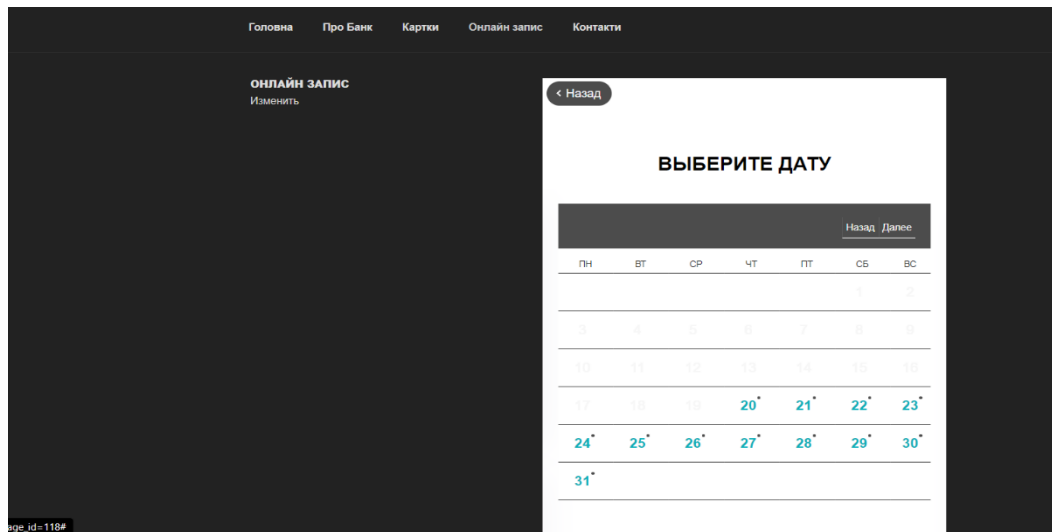 Головна Про Банк Картки Онлайн запис Контакти
ОНЛАЙН ЗАПИС
Изменить
‹ Назад
ВЫБЕРИТЕ ДАТУ
Назад Далее
ПН ВТ СР ЧТ ПТ СБ ВС
1 2
3 4 5 6 7 8 9
10 11 12 13 14 15 16
17 18 19 20* 21* 22* 23*
24* 25* 26* 27* 28* 29* 30*
31*
age_id=118#